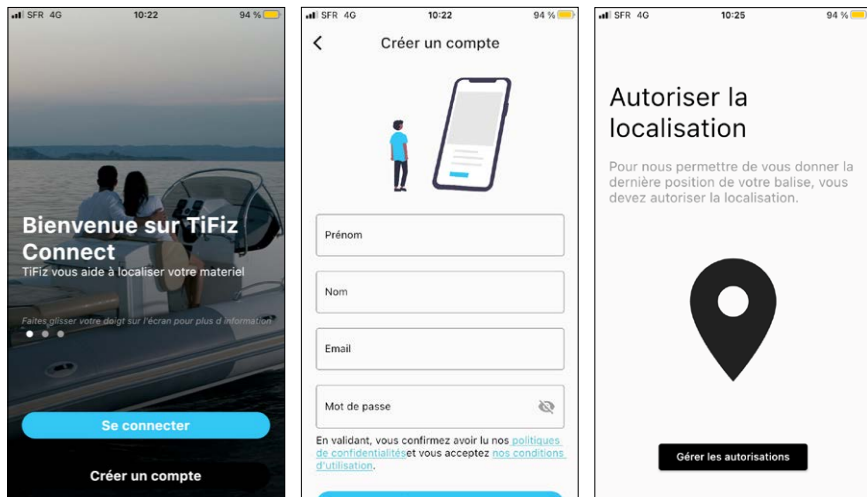 SFR 4G 10:22 94 %
Bienvenue sur TiFiz
Connect
TiFiz vous aide à localiser votre materiel
Faites glisser votre doigt sur l'écran pour plus d information
Se connecter
Créer un compte
SFR 4G 10:22 94 %
Créer un compte
Prénom
Nom
Email
Mot de passe
En validant, vous confirmez avoir lu nos politiques
de confidentialitéset vous acceptez nos conditions
d'utilisation.
SFR 4G 10:25 94 %
Autoriser la
localisation
Pour nous permettre de vous donner la
dernière position de votre balise, vous
devez autoriser la localisation.
Gérer les autorisations